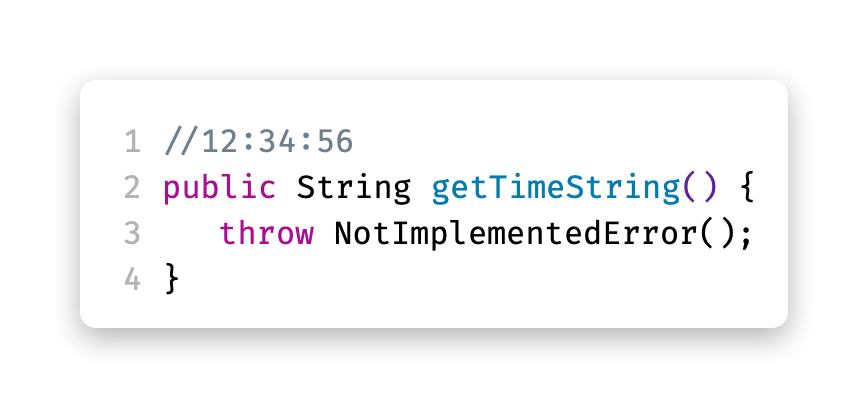 1 //12:34:56
2 public String getTimeString() {
3    throw NotImplementedError();
4 }